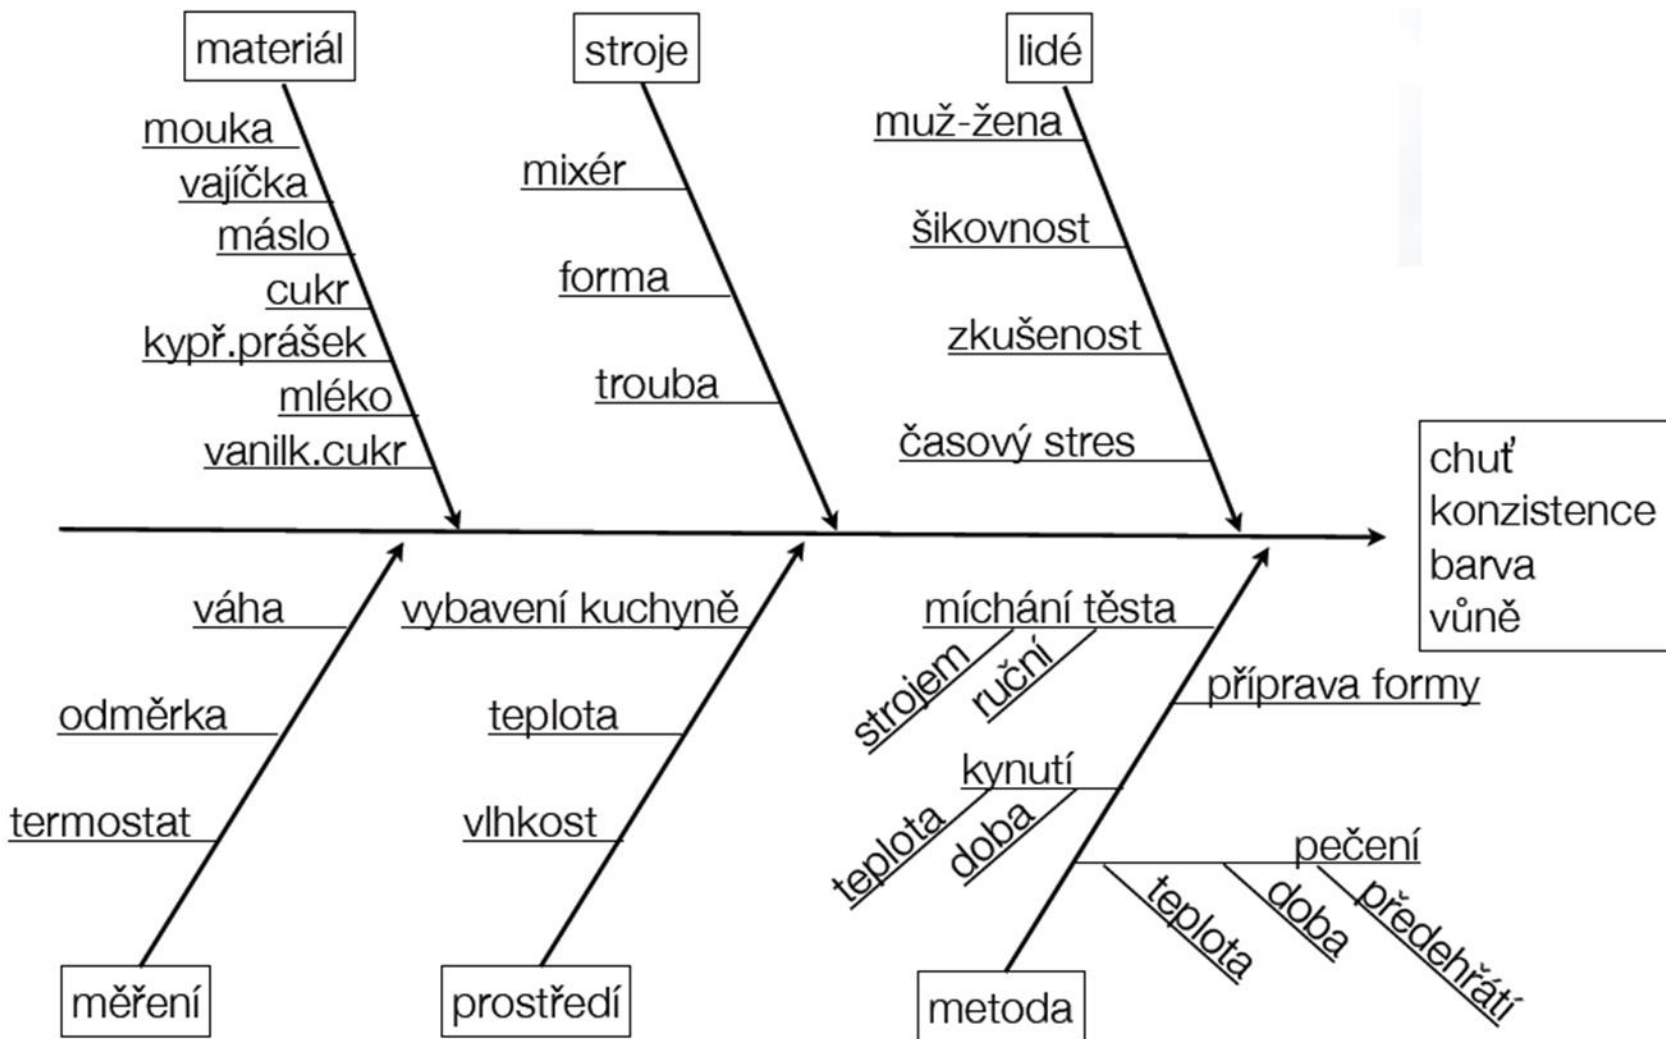 materiál
mouka
vajíčka
máslo
cukr
kypř.prášek
mléko
vanilk.cukr
stroje
mixér
forma
trouba
lidé
muž-žena
šikovnost
zkušenost
časový stres
chuť
konzistence
barva
vůně
váha
odměrka
termostat
měření
vybavení kuchyně
teplota
vlhkost
prostředí
míchání těsta
strojem
ruční
příprava formy
kynutí
teplota
doba
pečení
teplota
doba
předehřátí
metoda